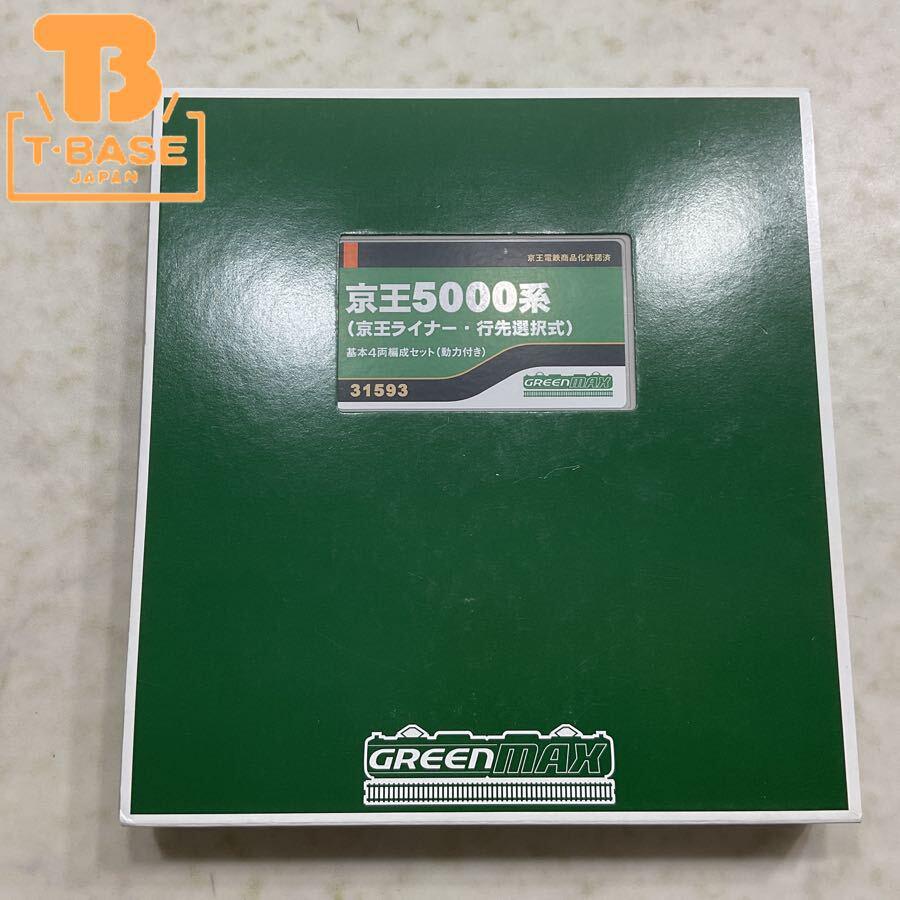 B
T・BASE
JAPAN
京王電鉄商品化許諾済
京王5000系
(京王ライナー・行先選択式)
基本4両編成セット(動力付き)
31593
GREENMAX
GREENMAX